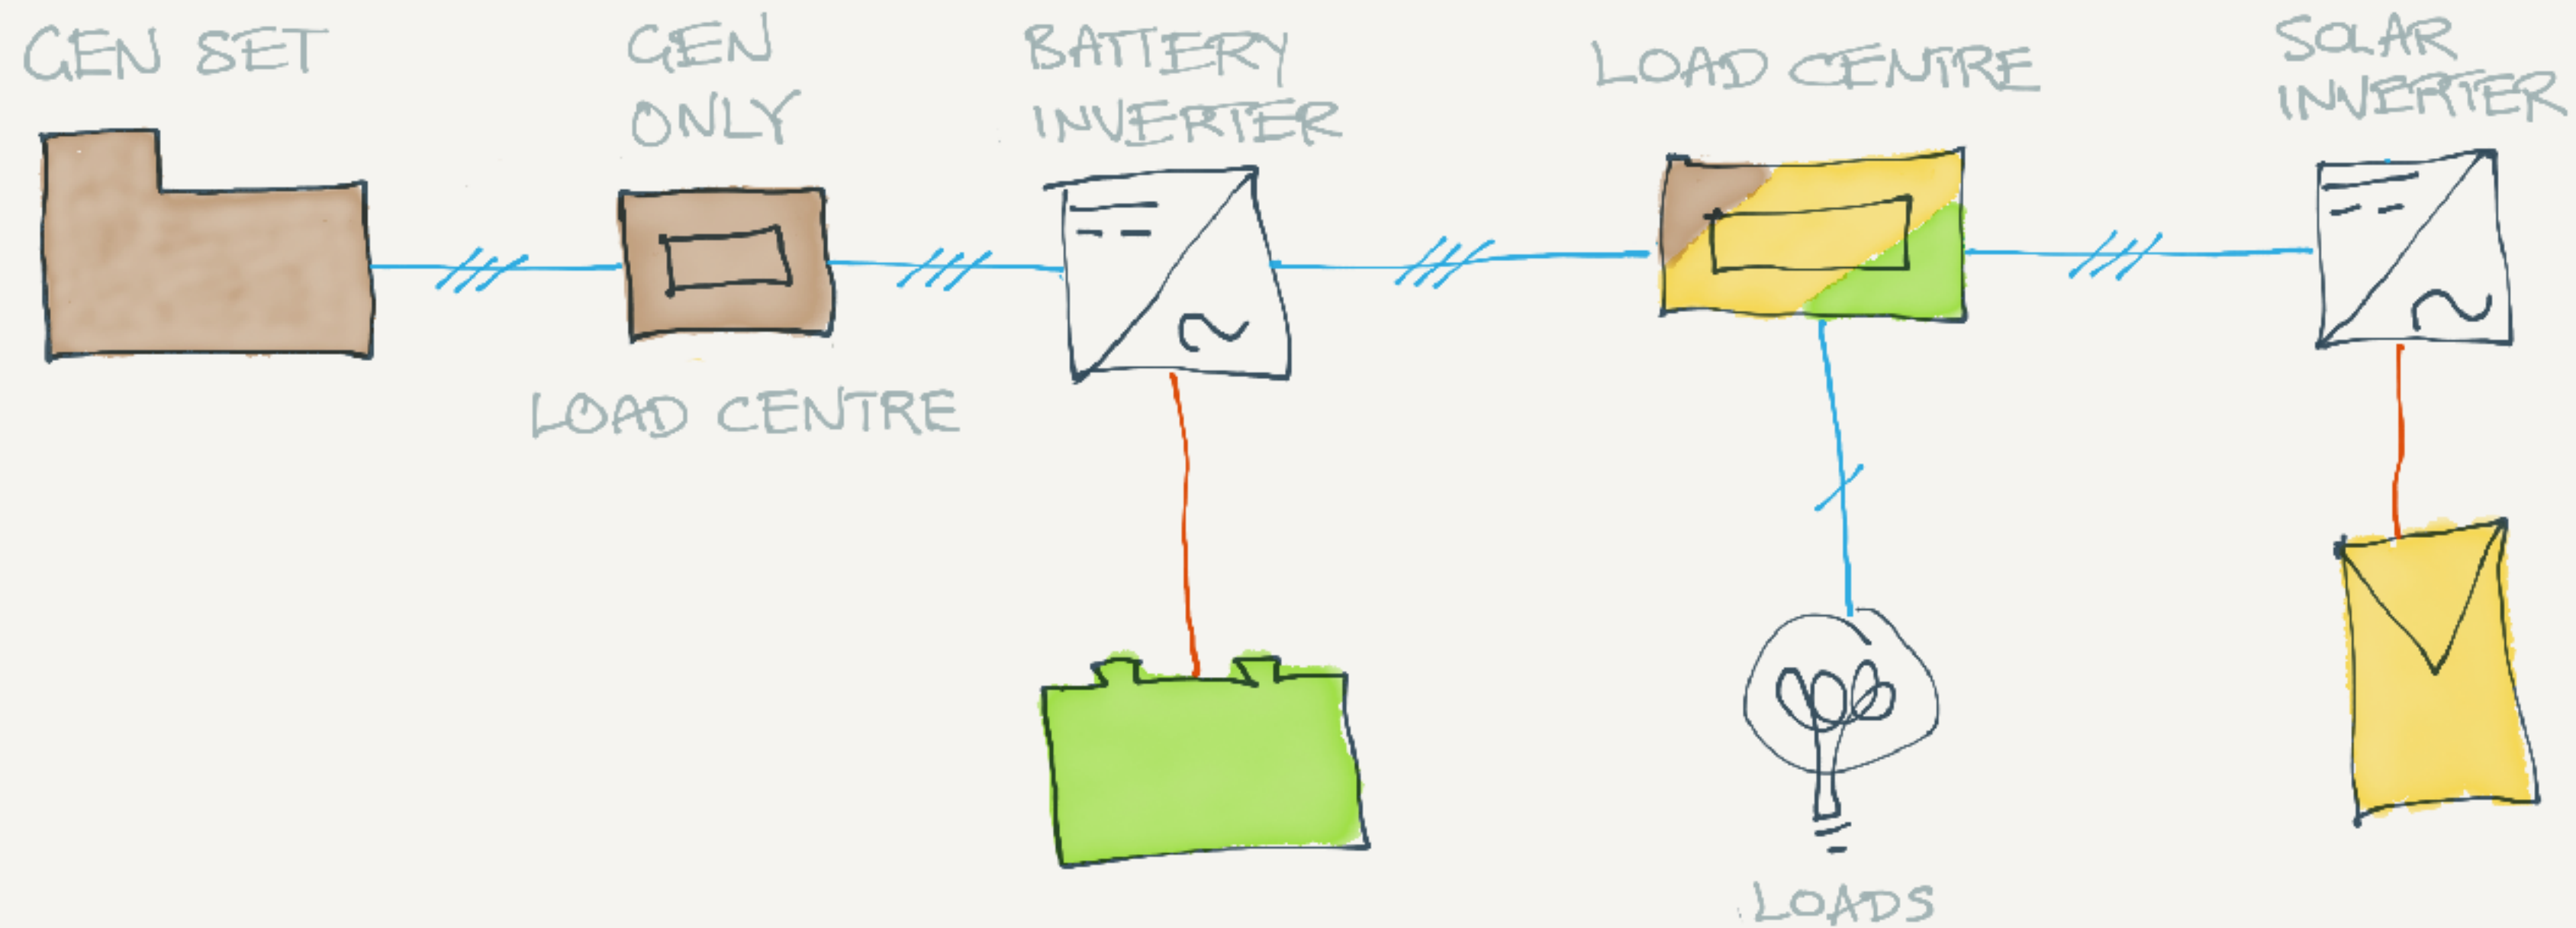 GEN SET
GEN
ONLY
LOAD CENTRE
BATTERY
INVERTER
LOAD CENTRE
SOLAR
INVERTER
LOADS